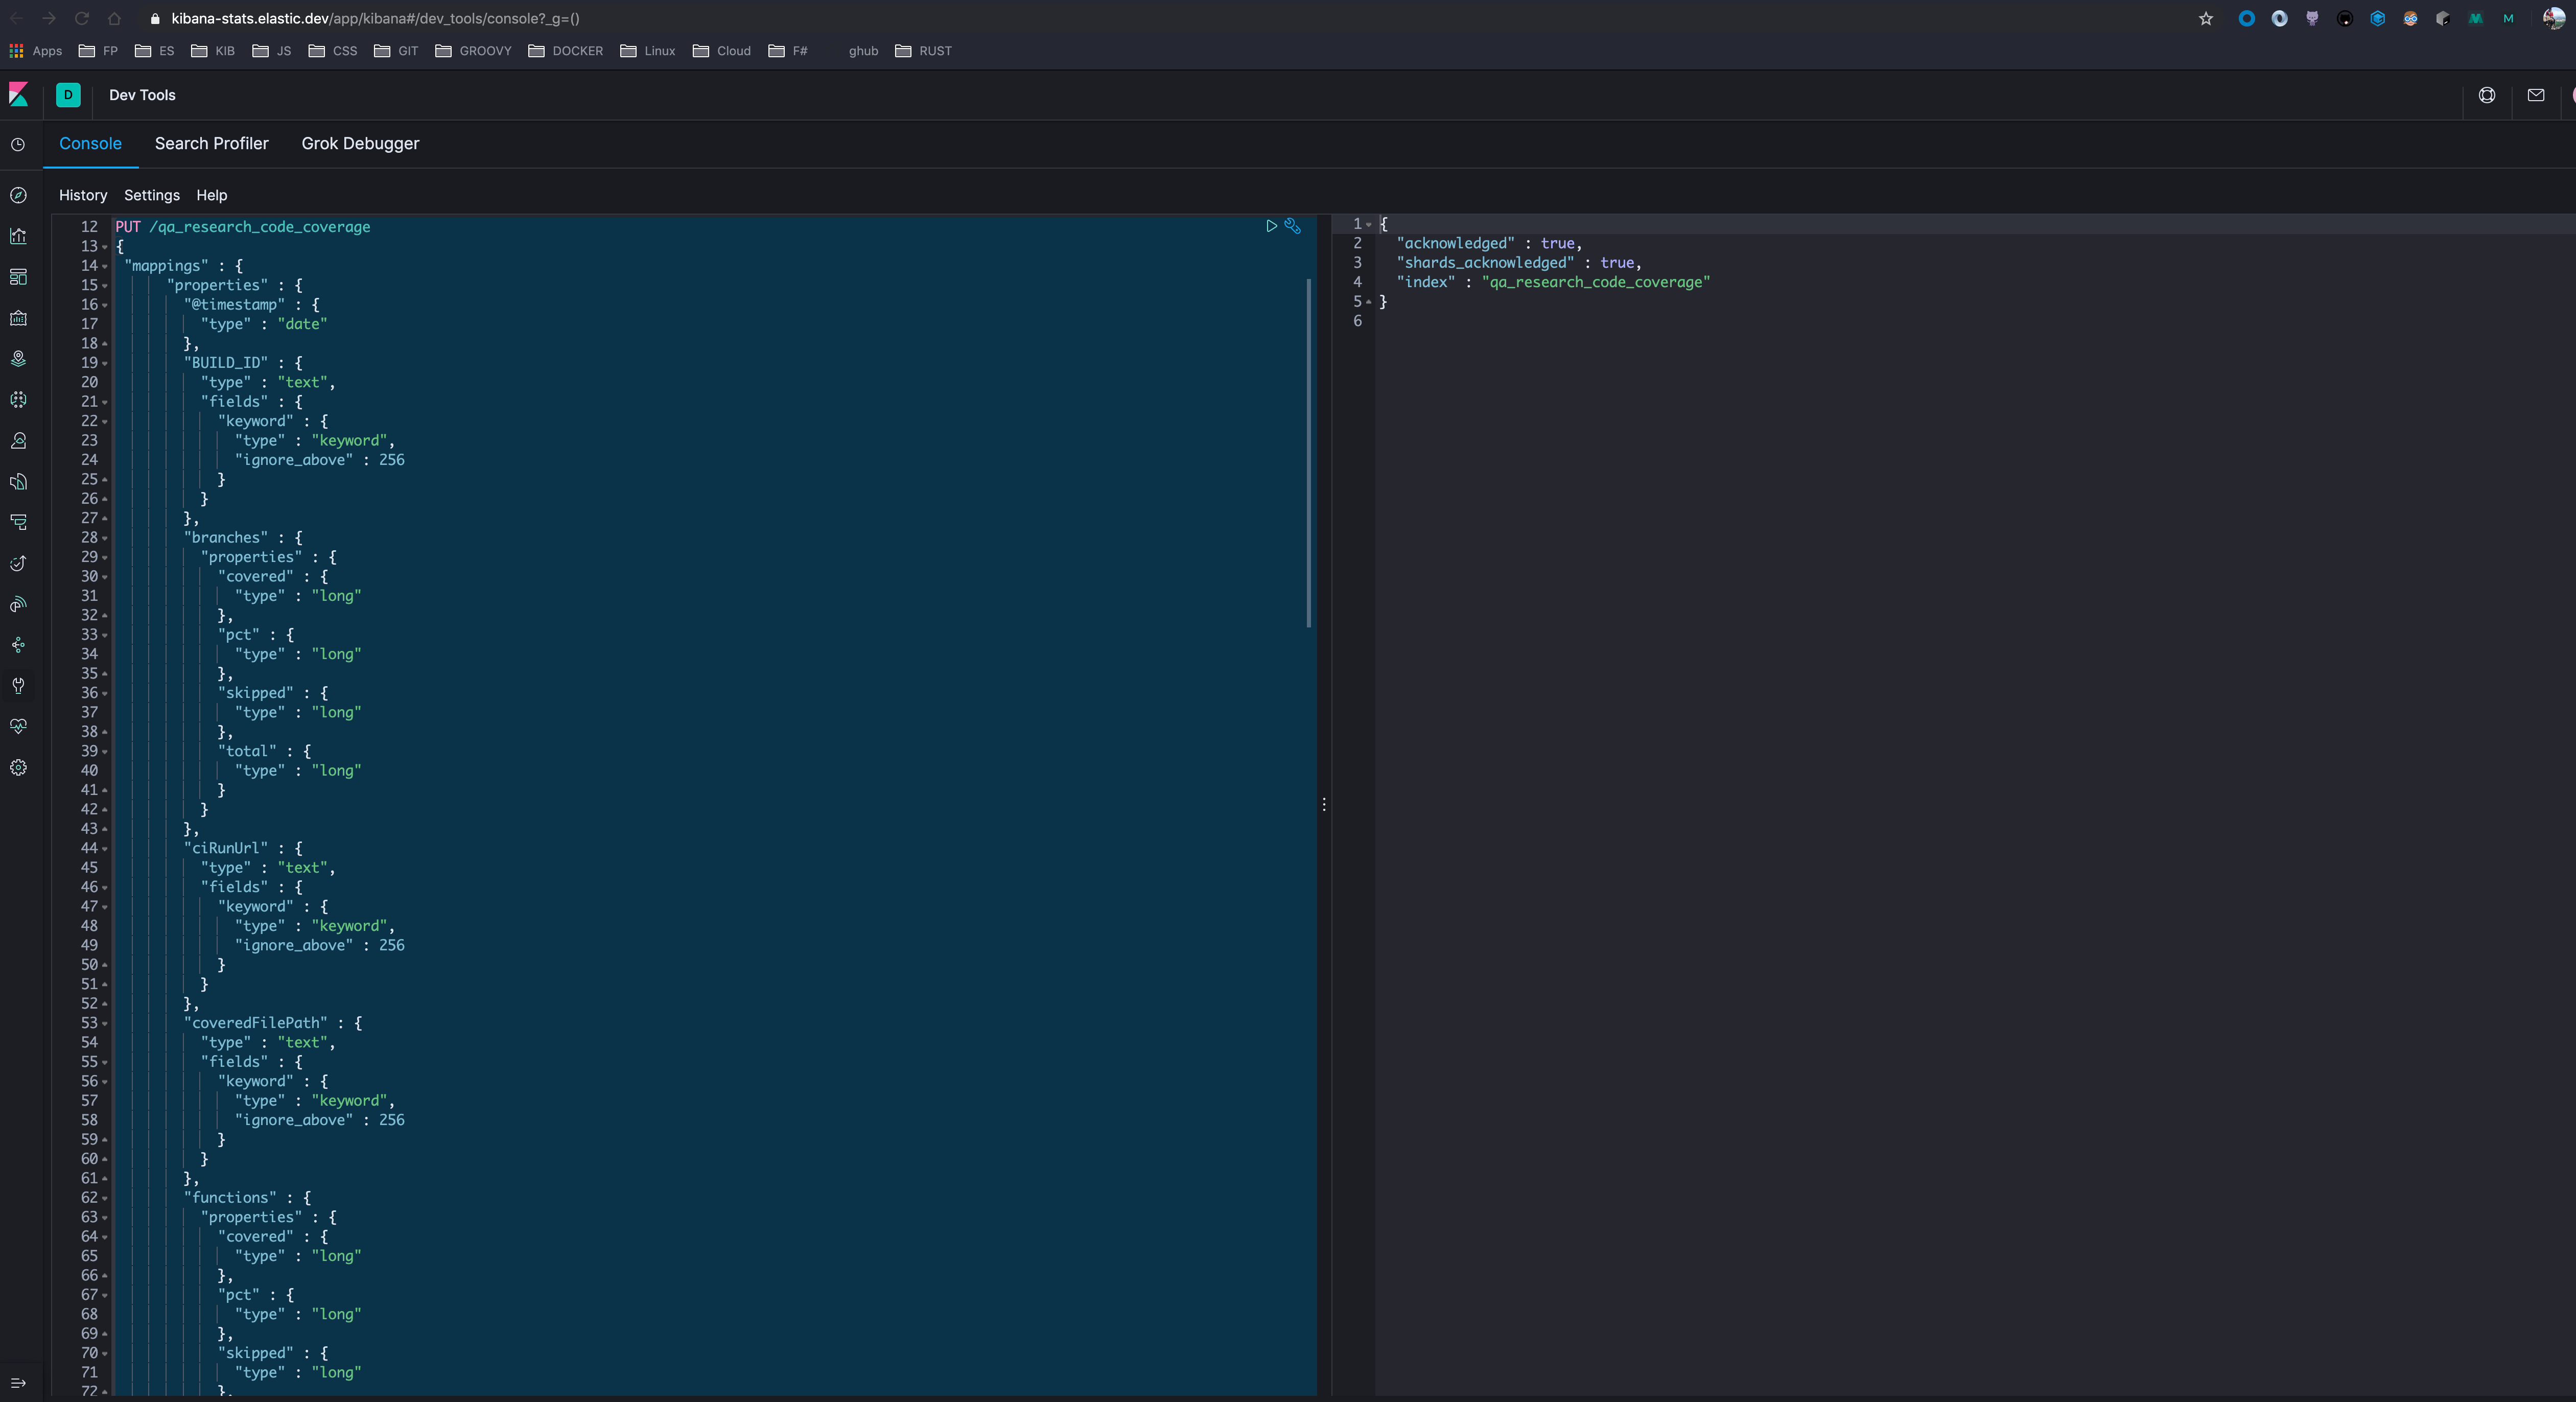 kibana-stats.elastic.dev/app/kibana#/dev_tools/console?_g=()
Apps FP ES KIB JS CSS GIT GROOVY DOCKER Linux Cloud F# ghub RUST
D Dev Tools
Console Search Profiler Grok Debugger
History Settings Help
12 PUT /qa_research_code_coverage
13 {
14 "mappings" : {
15 "properties" : {
16 "@timestamp" : {
17 "type" : "date"
18 },
19 "BUILD_ID" : {
20 "type" : "text",
21 "fields" : {
22 "keyword" : {
23 "type" : "keyword",
24 "ignore_above" : 256
25 }
26 }
27 },
28 "branches" : {
29 "properties" : {
30 "covered" : {
31 "type" : "long"
32 },
33 "pct" : {
34 "type" : "long"
35 },
36 "skipped" : {
37 "type" : "long"
38 },
39 "total" : {
40 "type" : "long"
41 }
42 }
43 },
44 "ciRunUrl" : {
45 "type" : "text",
46 "fields" : {
47 "keyword" : {
48 "type" : "keyword",
49 "ignore_above" : 256
50 }
51 }
52 },
53 "coveredFilePath" : {
54 "type" : "text",
55 "fields" : {
56 "keyword" : {
57 "type" : "keyword",
58 "ignore_above" : 256
59 }
60 }
61 },
62 "functions" : {
63 "properties" : {
64 "covered" : {
65 "type" : "long"
66 },
67 "pct" : {
68 "type" : "long"
69 },
70 "skipped" : {
71 "type" : "long"
72 },
1 {
2 "acknowledged" : true,
3 "shards_acknowledged" : true,
4 "index" : "qa_research_code_coverage"
5 }
6